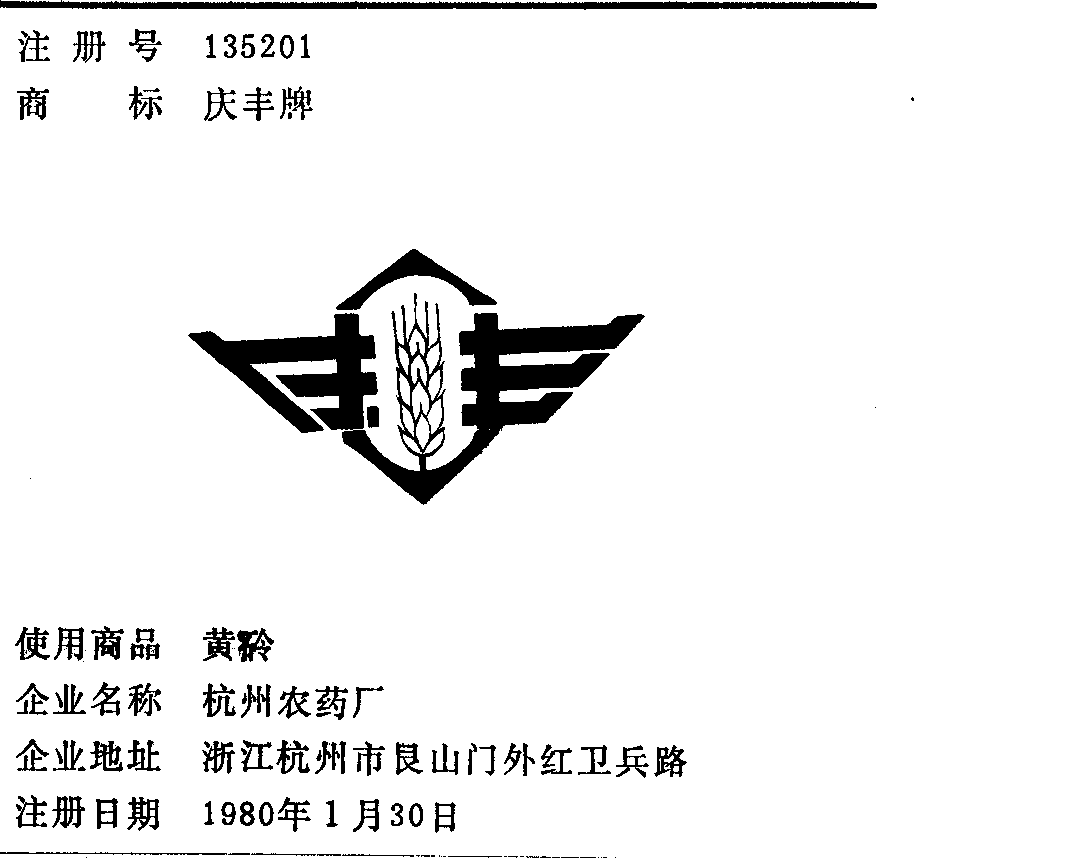 注册号 135201
商标 庆丰牌
使用商品 黄
企业名称 杭州农药厂
企业地址 浙江杭州市艮山门外红卫兵路
注册日期 1980年1月30日